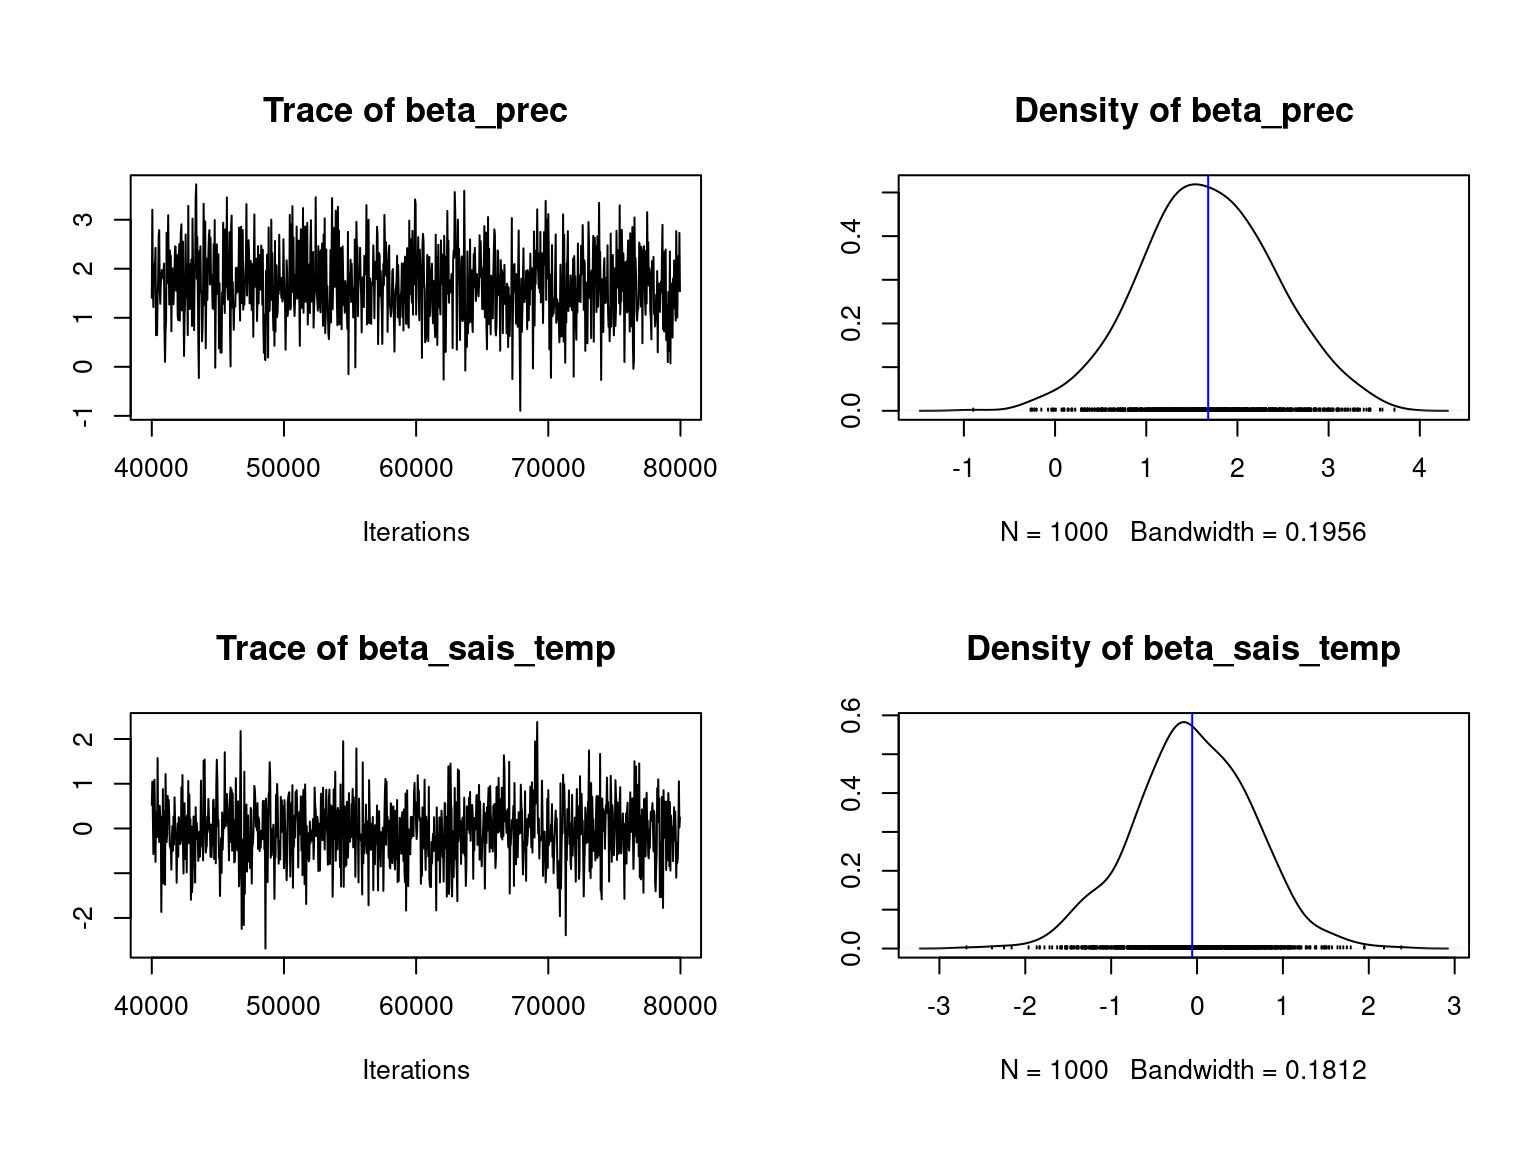 Trace of beta_prec
3
2
1
0
-1
40000 50000 60000 70000 80000
Iterations
Density of beta_prec
0.4
0.2
0.0
-1 0 1 2 3 4
N = 1000 Bandwidth = 0.1956
Trace of beta_sais_temp
2
1
0
-2
40000 50000 60000 70000 80000
Iterations
Density of beta_sais_temp
0.6
0.4
0.2
0.0
-3 -2 -1 0 1 2 3
N = 1000 Bandwidth = 0.1812